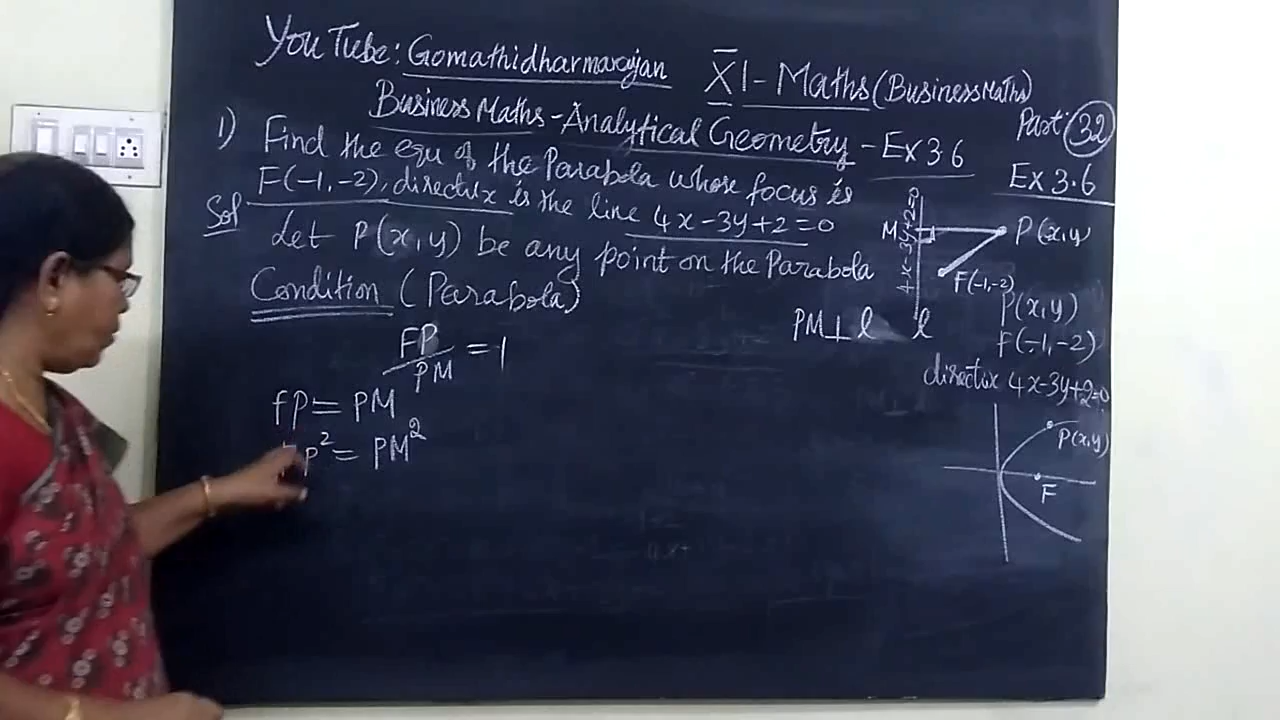 YouTube: Gomathidharmarajan XI - Maths (Business Maths)
Business Maths - Analytical Geometry - Ex 3.6
Part 32
Ex 3.6
1) Find the equ of the Parabola whose focus is
F(-1,-2), directrix is the line 4x-3y+2=0
Sol
Let P(x,y) be any point on the Parabola
Condition (Parabola)
FP/PM = 1
FP = PM
FP² = PM²
M
4x-3y+2=0
P(x,y
F(-1,-2)
PM⊥l
l
P(x,y)
F(-1,-2)
directrix 4x-3y+2=0
P(x,y)
F